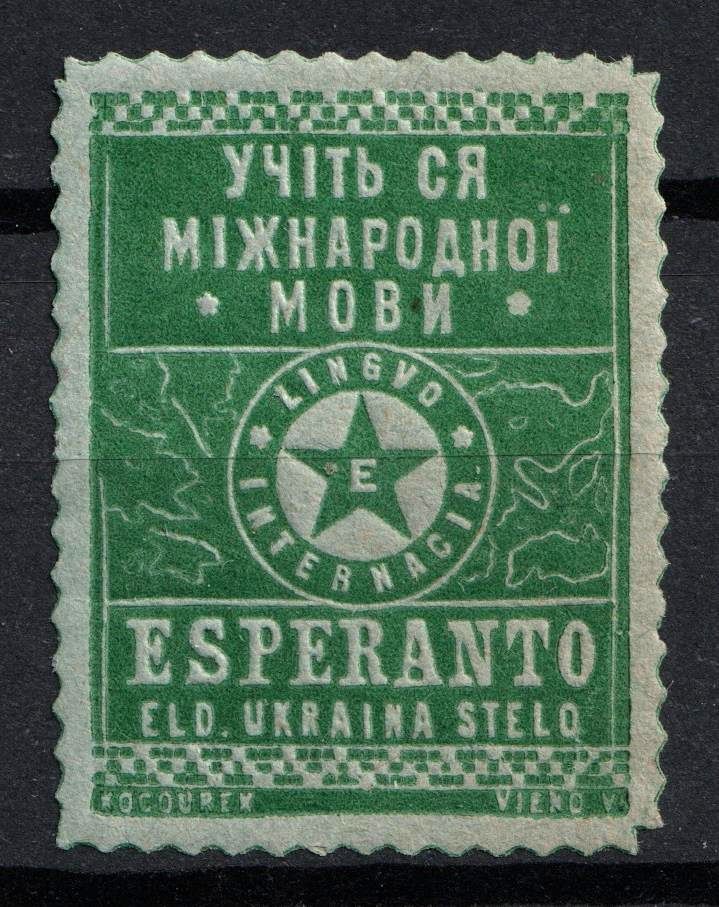 УЧІТЬ СЯ
МІЖНАРОДНОЇ
* МОВИ *
* LINGVO *
INTERNACIA.
E
ESPERANTO
ELD. UKRAINA STELO
KOCOUREK VIENO V.